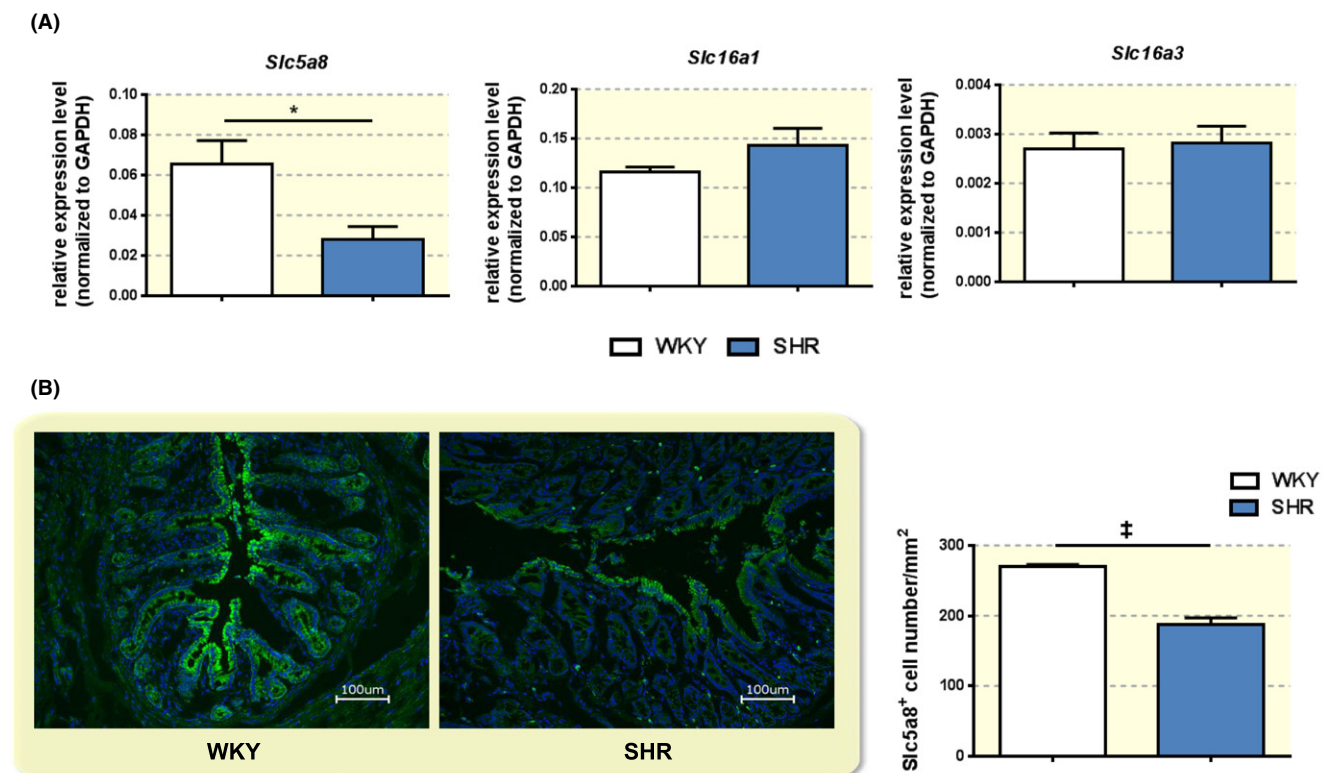 (A)
Slc5a8
relative expression level
(normalized to GAPDH)
0.10
0.08
0.06
0.04
0.02
0.00
*
Slc16a1
relative expression level
(normalized to GAPDH)
0.20
0.15
0.10
0.05
0.00
Slc16a3
relative expression level
(normalized to GAPDH)
0.004
0.003
0.002
0.001
0.000
WKY SHR
(B)
100um
100um
WKY
SHR
WKY
SHR
Slc5a8⁺ cell number/mm²
300
200
100
0
‡